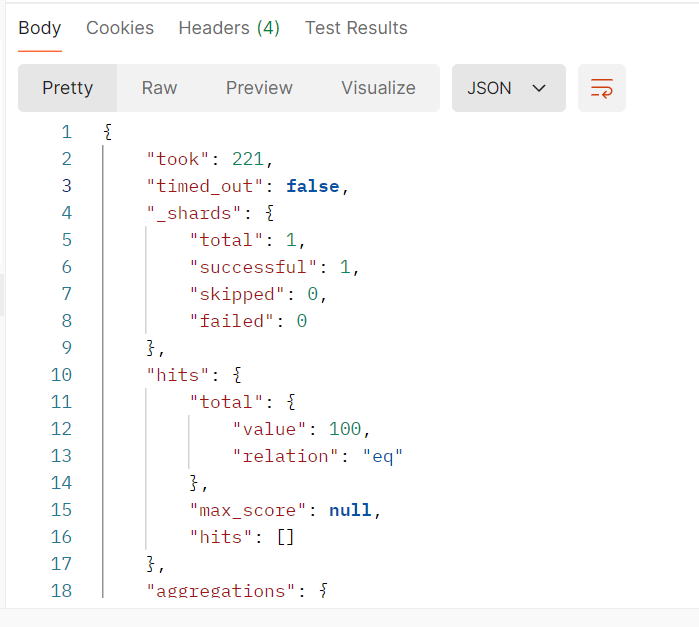 Body Cookies Headers (4) Test Results
Pretty Raw Preview Visualize JSON
1 {
2 "took": 221,
3 "timed_out": false,
4 "_shards": {
5 "total": 1,
6 "successful": 1,
7 "skipped": 0,
8 "failed": 0
9 },
10 "hits": {
11 "total": {
12 "value": 100,
13 "relation": "eq"
14 },
15 "max_score": null,
16 "hits": []
17 },
18 "aggregations": {